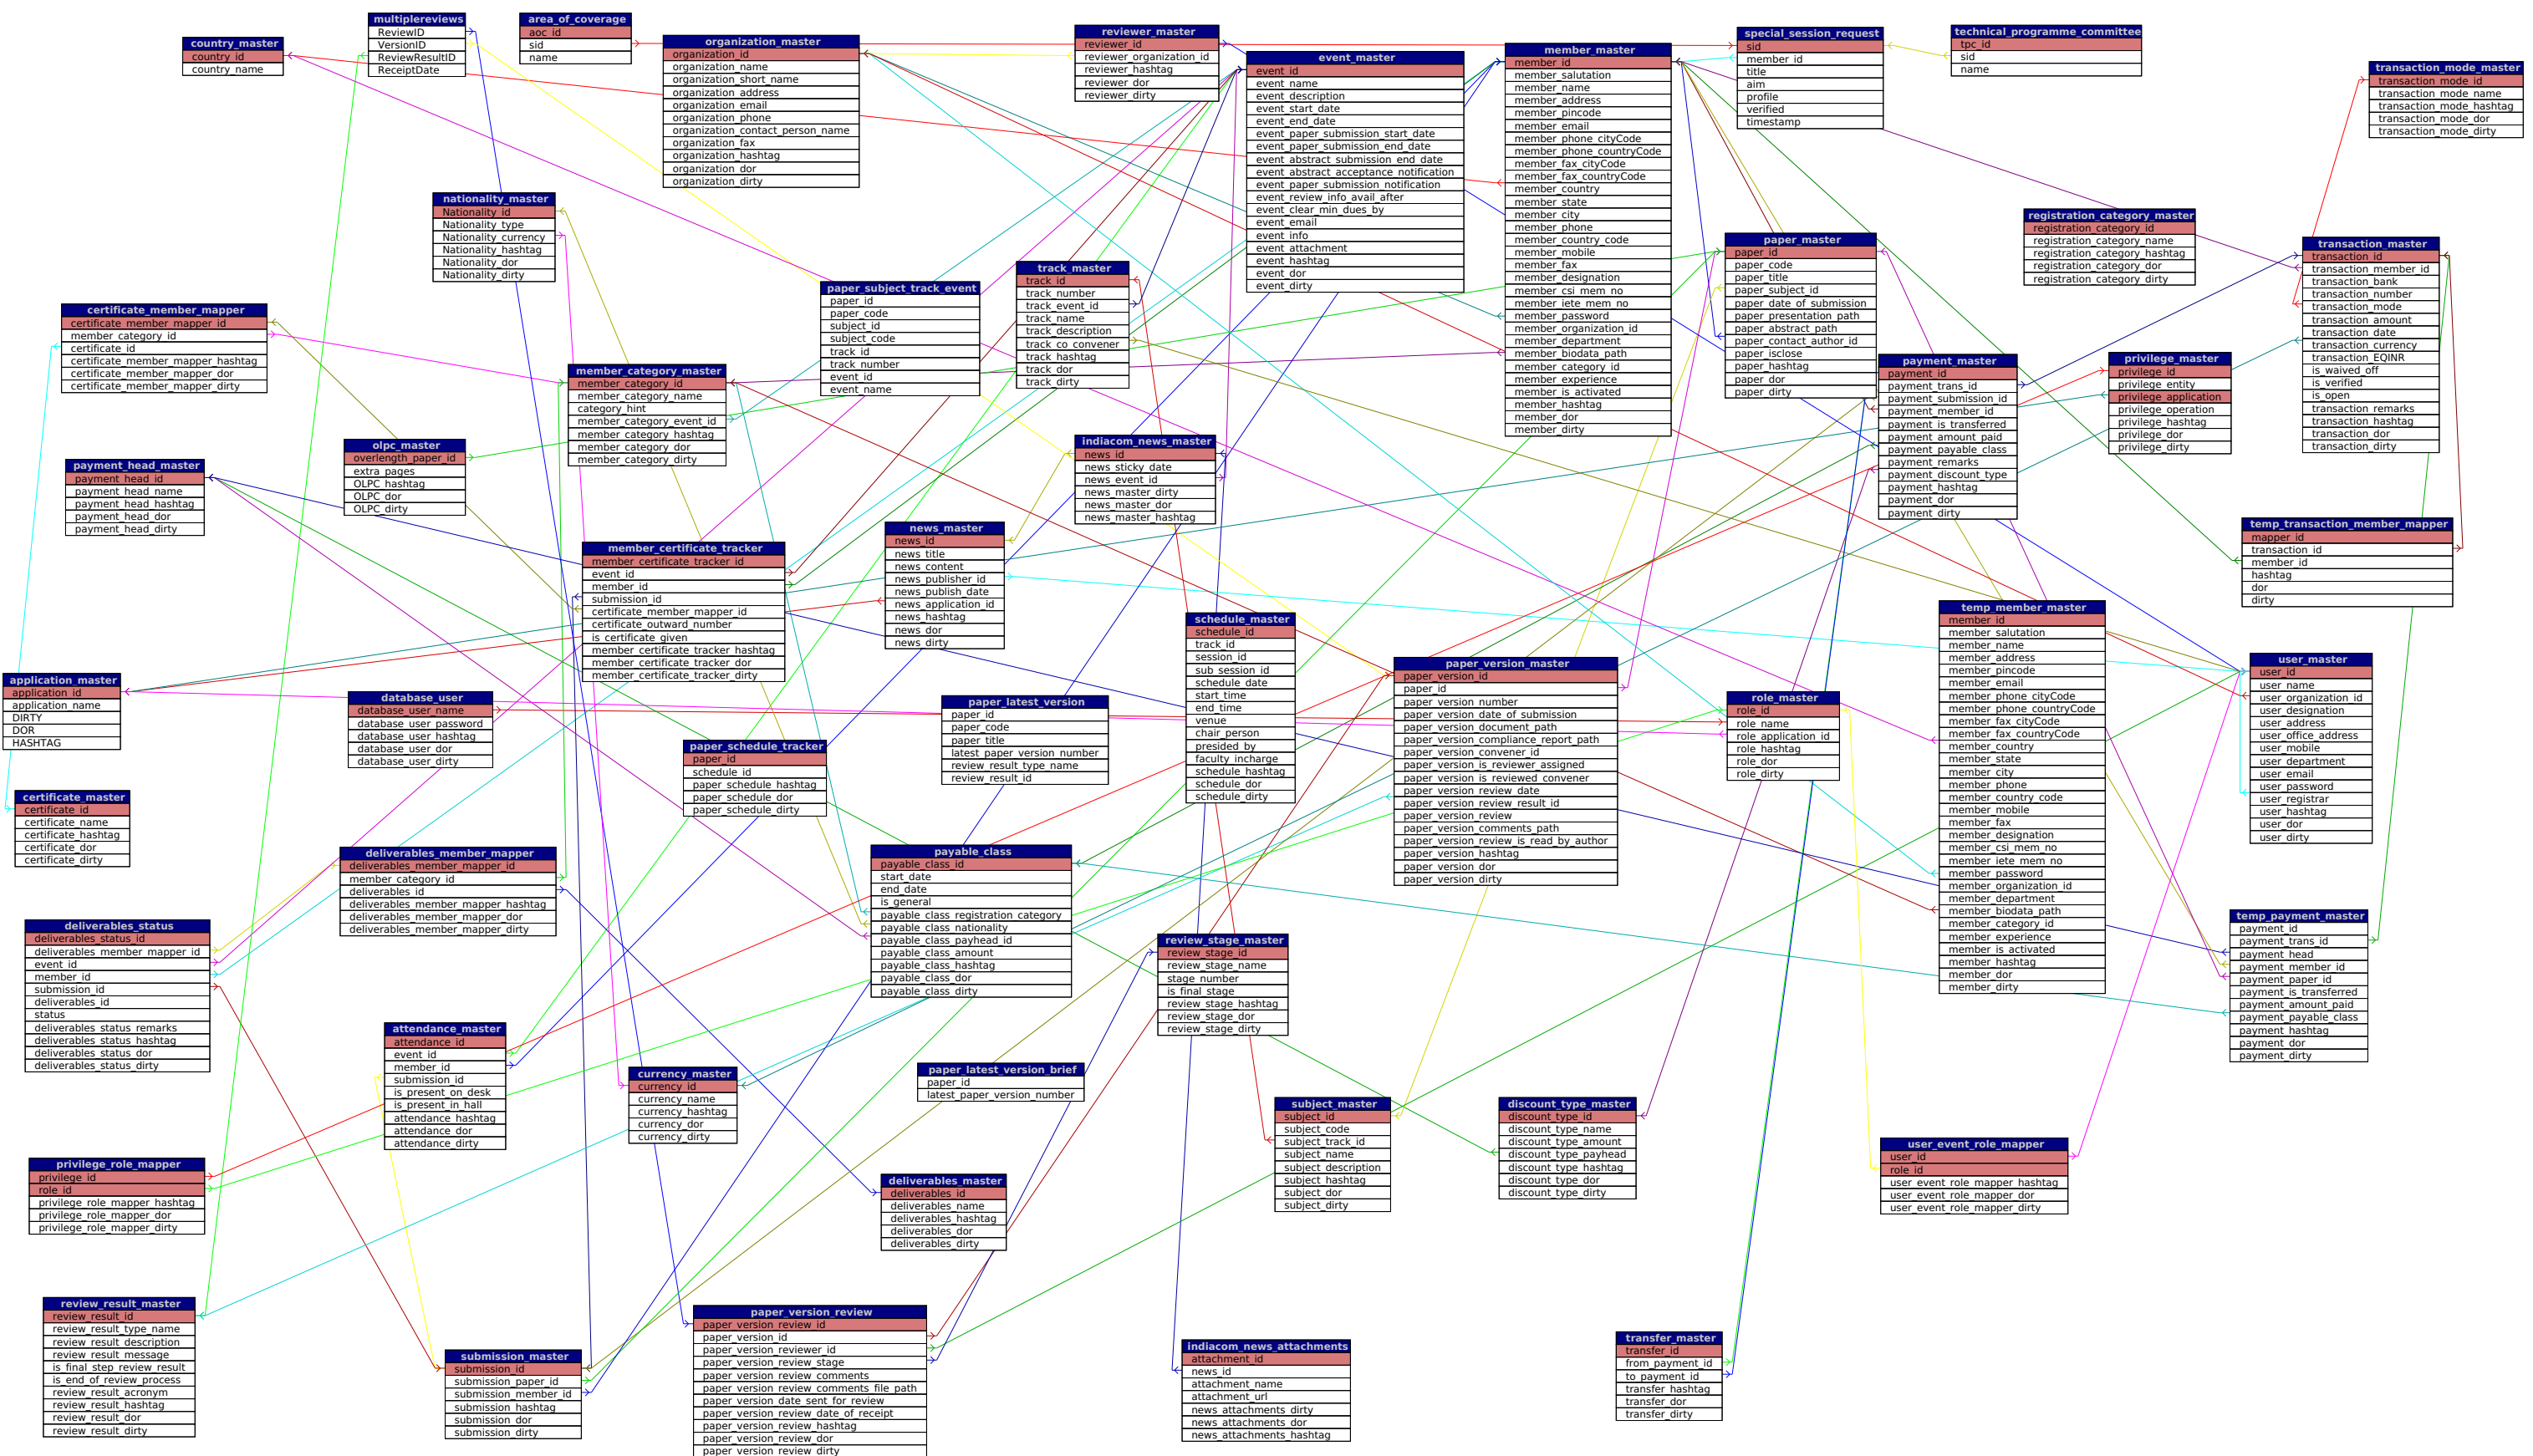 multiplereviews
ReviewID
VersionID
ReviewResultID
ReceiptDate
area_of_coverage
aoc_id
sid
name
country_master
country_id
country_name
organization_master
organization_id
organization_name
organization_short_name
organization_address
organization_email
organization_phone
organization_contact_person_name
organization_fax
organization_hashtag
organization_dor
organization_dirty
reviewer_master
reviewer_id
reviewer_organization_id
reviewer_hashtag
reviewer_dor
reviewer_dirty
event_master
event_id
event_name
event_description
event_start_date
event_end_date
event_paper_submission_start_date
event_paper_submission_end_date
event_abstract_submission_end_date
event_abstract_acceptance_notification
event_paper_submission_notification
event_review_info_avail_after
event_clear_min_dues_by
event_email
event_info
event_attachment
event_hashtag
event_dor
event_dirty
member_master
member_id
member_salutation
member_name
member_address
member_pincode
member_email
member_phone_cityCode
member_phone_countryCode
member_fax_cityCode
member_fax_countryCode
member_country
member_state
member_city
member_phone
member_country_code
member_mobile
member_fax
member_designation
member_csi_mem_no
member_iete_mem_no
member_password
member_organization_id
member_department
member_biodata_path
member_category_id
member_experience
member_is_activated
member_hashtag
member_dor
member_dirty
special_session_request
sid
member_id
title
aim
profile
verified
timestamp
technical_programme_committee
tpc_id
sid
name
transaction_mode_master
transaction_mode_id
transaction_mode_name
transaction_mode_hashtag
transaction_mode_dor
transaction_mode_dirty
nationality_master
Nationality_id
Nationality_type
Nationality_currency
Nationality_hashtag
Nationality_dor
Nationality_dirty
registration_category_master
registration_category_id
registration_category_name
registration_category_hashtag
registration_category_dor
registration_category_dirty
paper_master
paper_id
paper_code
paper_title
paper_subject_id
paper_date_of_submission
paper_presentation_path
paper_abstract_path
paper_contact_author_id
paper_isclose
paper_hashtag
paper_dor
paper_dirty
transaction_master
transaction_id
transaction_member_id
transaction_bank
transaction_number
transaction_mode
transaction_amount
transaction_date
transaction_currency
transaction_EQINR
is_waived_off
is_verified
is_open
transaction_remarks
transaction_hashtag
transaction_dor
transaction_dirty
track_master
track_id
track_number
track_event_id
track_name
track_description
track_co_convener
track_hashtag
track_dor
track_dirty
paper_subject_track_event
paper_id
paper_code
subject_id
subject_code
track_id
track_number
event_id
event_name
certificate_member_mapper
certificate_member_mapper_id
member_category_id
certificate_id
certificate_member_mapper_hashtag
certificate_member_mapper_dor
certificate_member_mapper_dirty
payment_master
payment_id
payment_trans_id
payment_submission_id
payment_member_id
payment_is_transferred
payment_amount_paid
payment_payable_class
payment_remarks
payment_discount_type
payment_hashtag
payment_dor
payment_dirty
privilege_master
privilege_id
privilege_entity
privilege_application
privilege_operation
privilege_hashtag
privilege_dor
privilege_dirty
member_category_master
member_category_id
member_category_name
category_hint
member_category_event_id
member_category_hashtag
member_category_dor
member_category_dirty
olpc_master
overlength_paper_id
extra_pages
OLPC_hashtag
OLPC_dor
OLPC_dirty
indiacom_news_master
news_id
news_sticky_date
news_event_id
news_master_dirty
news_master_dor
news_master_hashtag
payment_head_master
payment_head_id
payment_head_name
payment_head_hashtag
payment_head_dor
payment_head_dirty
temp_transaction_member_mapper
mapper_id
transaction_id
member_id
hashtag
dor
dirty
news_master
news_id
news_title
news_content
news_publisher_id
news_publish_date
news_application_id
news_hashtag
news_dor
news_dirty
member_certificate_tracker
member_certificate_tracker_id
event_id
member_id
submission_id
certificate_member_mapper_id
certificate_outward_number
is_certificate_given
member_certificate_tracker_hashtag
member_certificate_tracker_dor
member_certificate_tracker_dirty
temp_member_master
member_id
member_salutation
member_name
member_address
member_pincode
member_email
member_phone_cityCode
member_phone_countryCode
member_fax_cityCode
member_fax_countryCode
member_country
member_state
member_city
member_phone
member_country_code
member_mobile
member_fax
member_designation
member_csi_mem_no
member_iete_mem_no
member_password
member_organization_id
member_department
member_biodata_path
member_category_id
member_experience
member_is_activated
member_hashtag
member_dor
member_dirty
schedule_master
schedule_id
track_id
session_id
sub_session_id
schedule_date
start_time
end_time
venue
chair_person
presided_by
faculty_incharge
schedule_hashtag
schedule_dor
schedule_dirty
user_master
user_id
user_name
user_organization_id
user_designation
user_address
user_office_address
user_mobile
user_department
user_email
user_password
user_registrar
user_hashtag
user_dor
user_dirty
paper_version_master
paper_version_id
paper_id
paper_version_number
paper_version_date_of_submission
paper_version_document_path
paper_version_compliance_report_path
paper_version_convener_id
paper_version_is_reviewer_assigned
paper_version_is_reviewed_convener
paper_version_review_date
paper_version_review_result_id
paper_version_review
paper_version_comments_path
paper_version_review_is_read_by_author
paper_version_hashtag
paper_version_dor
paper_version_dirty
application_master
application_id
application_name
DIRTY
DOR
HASHTAG
database_user
database_user_name
database_user_password
database_user_hashtag
database_user_dor
database_user_dirty
paper_latest_version
paper_id
paper_code
paper_title
latest_paper_version_number
review_result_type_name
review_result_id
role_master
role_id
role_name
role_application_id
role_hashtag
role_dor
role_dirty
paper_schedule_tracker
paper_id
schedule_id
paper_schedule_hashtag
paper_schedule_dor
paper_schedule_dirty
certificate_master
certificate_id
certificate_name
certificate_hashtag
certificate_dor
certificate_dirty
deliverables_member_mapper
deliverables_member_mapper_id
member_category_id
deliverables_id
deliverables_member_mapper_hashtag
deliverables_member_mapper_dor
deliverables_member_mapper_dirty
payable_class
payable_class_id
start_date
end_date
is_general
payable_class_registration_category
payable_class_nationality
payable_class_payhead_id
payable_class_amount
payable_class_hashtag
payable_class_dor
payable_class_dirty
temp_payment_master
payment_id
payment_trans_id
payment_head
payment_member_id
payment_paper_id
payment_is_transferred
payment_amount_paid
payment_payable_class
payment_hashtag
payment_dor
payment_dirty
deliverables_status
deliverables_status_id
deliverables_member_mapper_id
event_id
member_id
submission_id
deliverables_id
status
deliverables_status_remarks
deliverables_status_hashtag
deliverables_status_dor
deliverables_status_dirty
review_stage_master
review_stage_id
review_stage_name
stage_number
is_final_stage
review_stage_hashtag
review_stage_dor
review_stage_dirty
attendance_master
attendance_id
event_id
member_id
submission_id
is_present_on_desk
is_present_in_hall
attendance_hashtag
attendance_dor
attendance_dirty
currency_master
currency_id
currency_name
currency_hashtag
currency_dor
currency_dirty
paper_latest_version_brief
paper_id
latest_paper_version_number
subject_master
subject_id
subject_code
subject_track_id
subject_name
subject_description
subject_hashtag
subject_dor
subject_dirty
discount_type_master
discount_type_id
discount_type_name
discount_type_amount
discount_type_payhead
discount_type_hashtag
discount_type_dor
discount_type_dirty
user_event_role_mapper
user_id
role_id
user_event_role_mapper_hashtag
user_event_role_mapper_dor
user_event_role_mapper_dirty
privilege_role_mapper
privilege_id
role_id
privilege_role_mapper_hashtag
privilege_role_mapper_dor
privilege_role_mapper_dirty
deliverables_master
deliverables_id
deliverables_name
deliverables_hashtag
deliverables_dor
deliverables_dirty
review_result_master
review_result_id
review_result_type_name
review_result_description
review_result_message
is_final_step_review_result
is_end_of_review_process
review_result_acronym
review_result_hashtag
review_result_dor
review_result_dirty
paper_version_review
paper_version_review_id
paper_version_id
paper_version_reviewer_id
paper_version_review_stage
paper_version_review_comments
paper_version_review_comments_file_path
paper_version_date_sent_for_review
paper_version_review_date_of_receipt
paper_version_review_hashtag
paper_version_review_dor
paper_version_review_dirty
submission_master
submission_id
submission_paper_id
submission_member_id
submission_hashtag
submission_dor
submission_dirty
indiacom_news_attachments
attachment_id
news_id
attachment_name
attachment_url
news_attachments_dirty
news_attachments_dor
news_attachments_hashtag
transfer_master
transfer_id
from_payment_id
to_payment_id
transfer_hashtag
transfer_dor
transfer_dirty